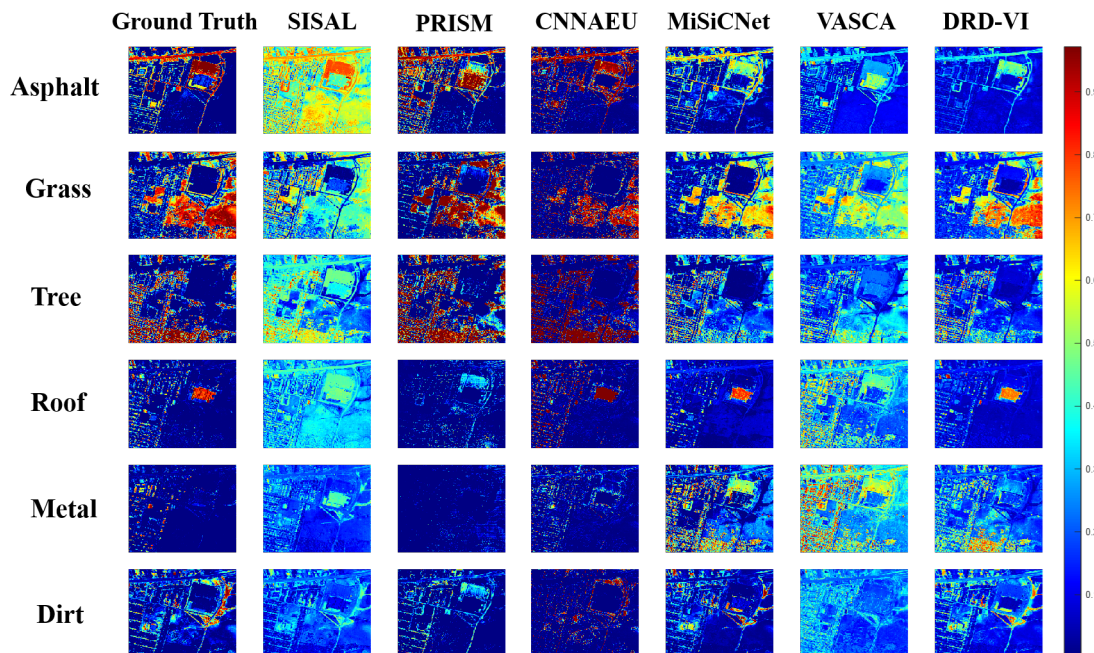 Ground Truth SISAL PRISM CNNAEU MiSiCNet VASCA DRD-VI
Asphalt
Grass
Tree
Roof
Metal
Dirt